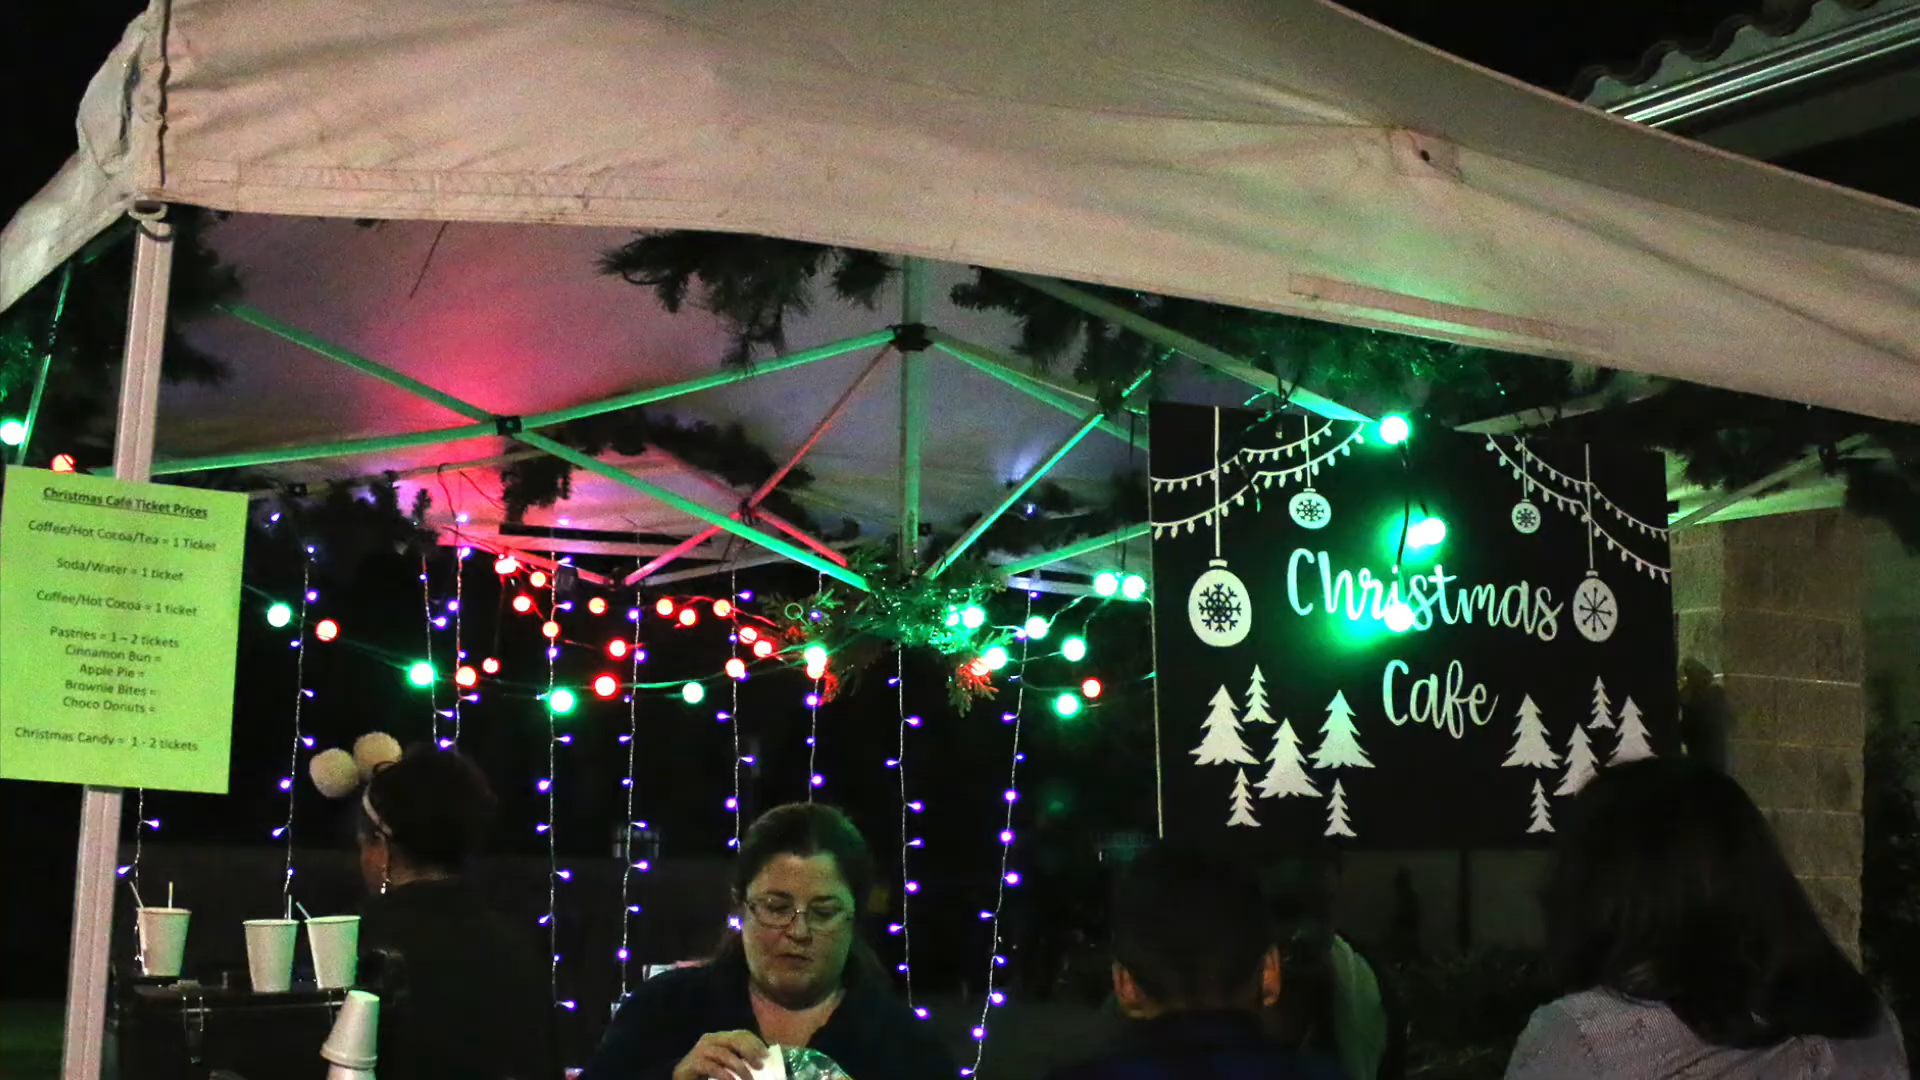 Christmas Café Ticket Prices
Coffee/Hot Cocoa/Tea = 1 Ticket
Soda/Water = 1 ticket
Coffee/Hot Cocoa = 1 ticket
Pastries = 1 – 2 tickets
Cinnamon Bun =
Apple Pie =
Brownie Bites =
Choco Donuts =
Christmas Candy = 1 - 2 tickets
Christmas
Cafe